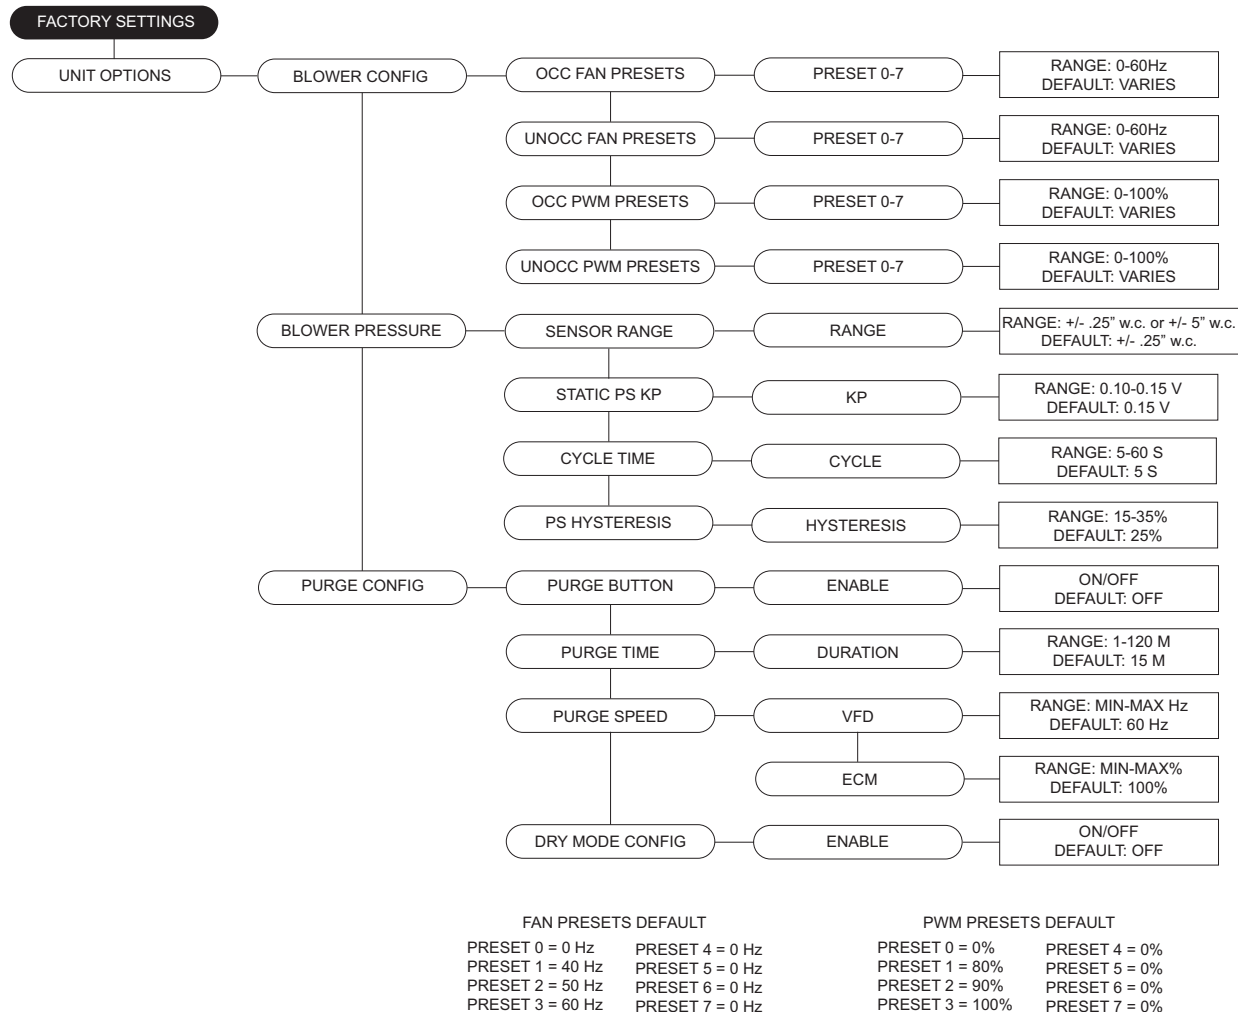 FACTORY SETTINGS
UNIT OPTIONS
BLOWER CONFIG
OCC FAN PRESETS
PRESET 0-7
RANGE: 0-60Hz
DEFAULT: VARIES
UNOCC FAN PRESETS
PRESET 0-7
RANGE: 0-60Hz
DEFAULT: VARIES
OCC PWM PRESETS
PRESET 0-7
RANGE: 0-100%
DEFAULT: VARIES
UNOCC PWM PRESETS
PRESET 0-7
RANGE: 0-100%
DEFAULT: VARIES
BLOWER PRESSURE
SENSOR RANGE
RANGE
RANGE: +/- .25” w.c. or +/- 5” w.c.
DEFAULT: +/- .25” w.c.
STATIC PS KP
KP
RANGE: 0.10-0.15 V
DEFAULT: 0.15 V
CYCLE TIME
CYCLE
RANGE: 5-60 S
DEFAULT: 5 S
PS HYSTERESIS
HYSTERESIS
RANGE: 15-35%
DEFAULT: 25%
PURGE CONFIG
PURGE BUTTON
ENABLE
ON/OFF
DEFAULT: OFF
PURGE TIME
DURATION
RANGE: 1-120 M
DEFAULT: 15 M
PURGE SPEED
VFD
RANGE: MIN-MAX Hz
DEFAULT: 60 Hz
ECM
RANGE: MIN-MAX%
DEFAULT: 100%
DRY MODE CONFIG
ENABLE
ON/OFF
DEFAULT: OFF
FAN PRESETS DEFAULT
PRESET 0 = 0 Hz
PRESET 1 = 40 Hz
PRESET 2 = 50 Hz
PRESET 3 = 60 Hz
PRESET 4 = 0 Hz
PRESET 5 = 0 Hz
PRESET 6 = 0 Hz
PRESET 7 = 0 Hz
PWM PRESETS DEFAULT
PRESET 0 = 0%
PRESET 1 = 80%
PRESET 2 = 90%
PRESET 3 = 100%
PRESET 4 = 0%
PRESET 5 = 0%
PRESET 6 = 0%
PRESET 7 = 0%